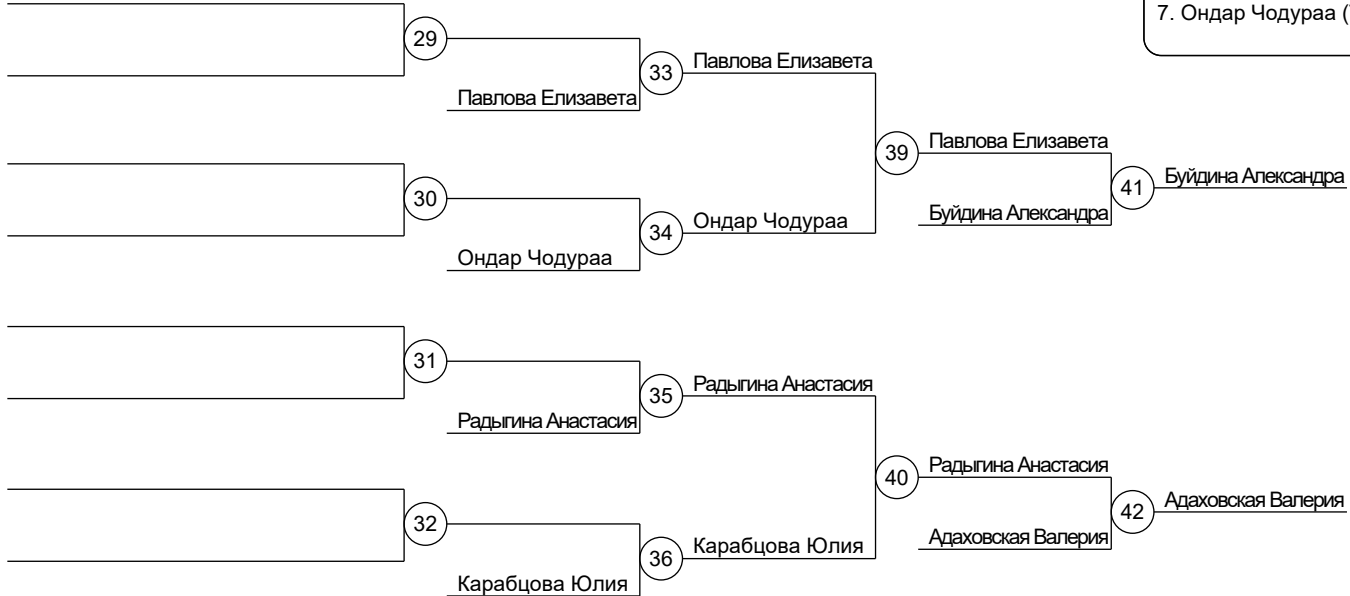 7. Ондар Чодураа (
29
33
Павлова Елизавета
Павлова Елизавета
39
Павлова Елизавета
41
Буйдина Александра
30
34
Ондар Чодураа
Буйдина Александра
Ондар Чодураа
31
35
Радыгина Анастасия
Радыгина Анастасия
40
Радыгина Анастасия
42
Адаховская Валерия
32
36
Карабцова Юлия
Адаховская Валерия
Карабцова Юлия